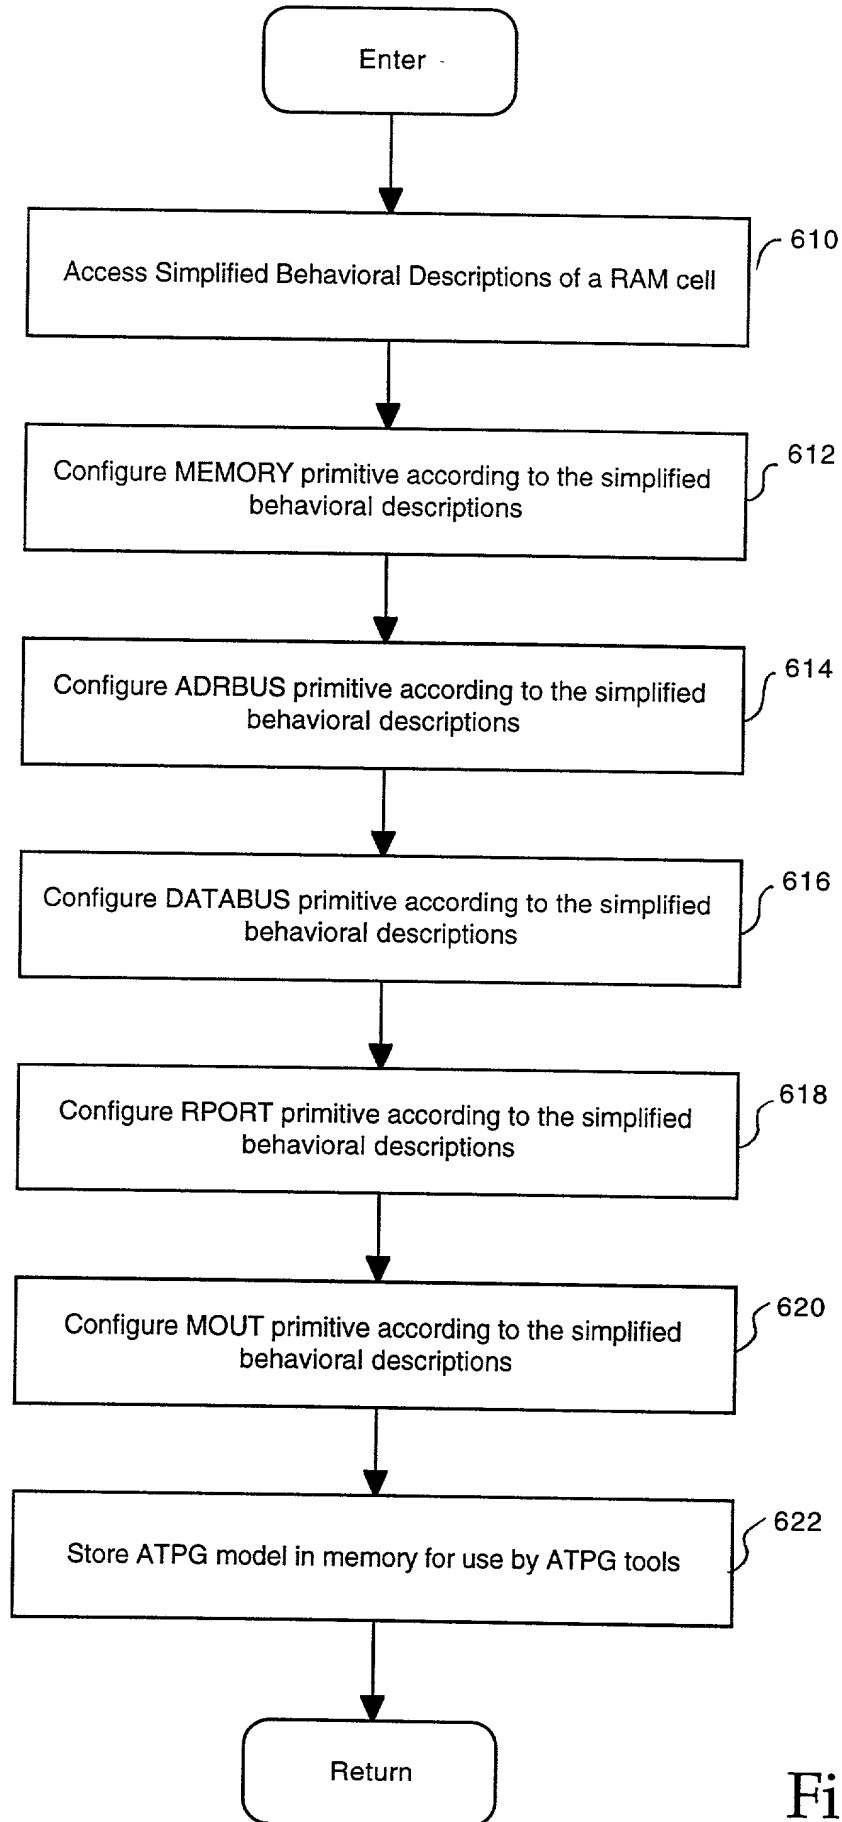 Enter
Access Simplified Behavioral Descriptions of a RAM cell
610
Configure MEMORY primitive according to the simplified
behavioral descriptions
612
Configure ADRBUS primitive according to the simplified
behavioral descriptions
614
Configure DATABUS primitive according to the simplified
behavioral descriptions
616
Configure RPORT primitive according to the simplified
behavioral descriptions
618
Configure MOUT primitive according to the simplified
behavioral descriptions
620
Store ATPG model in memory for use by ATPG tools
622
Return
Fi